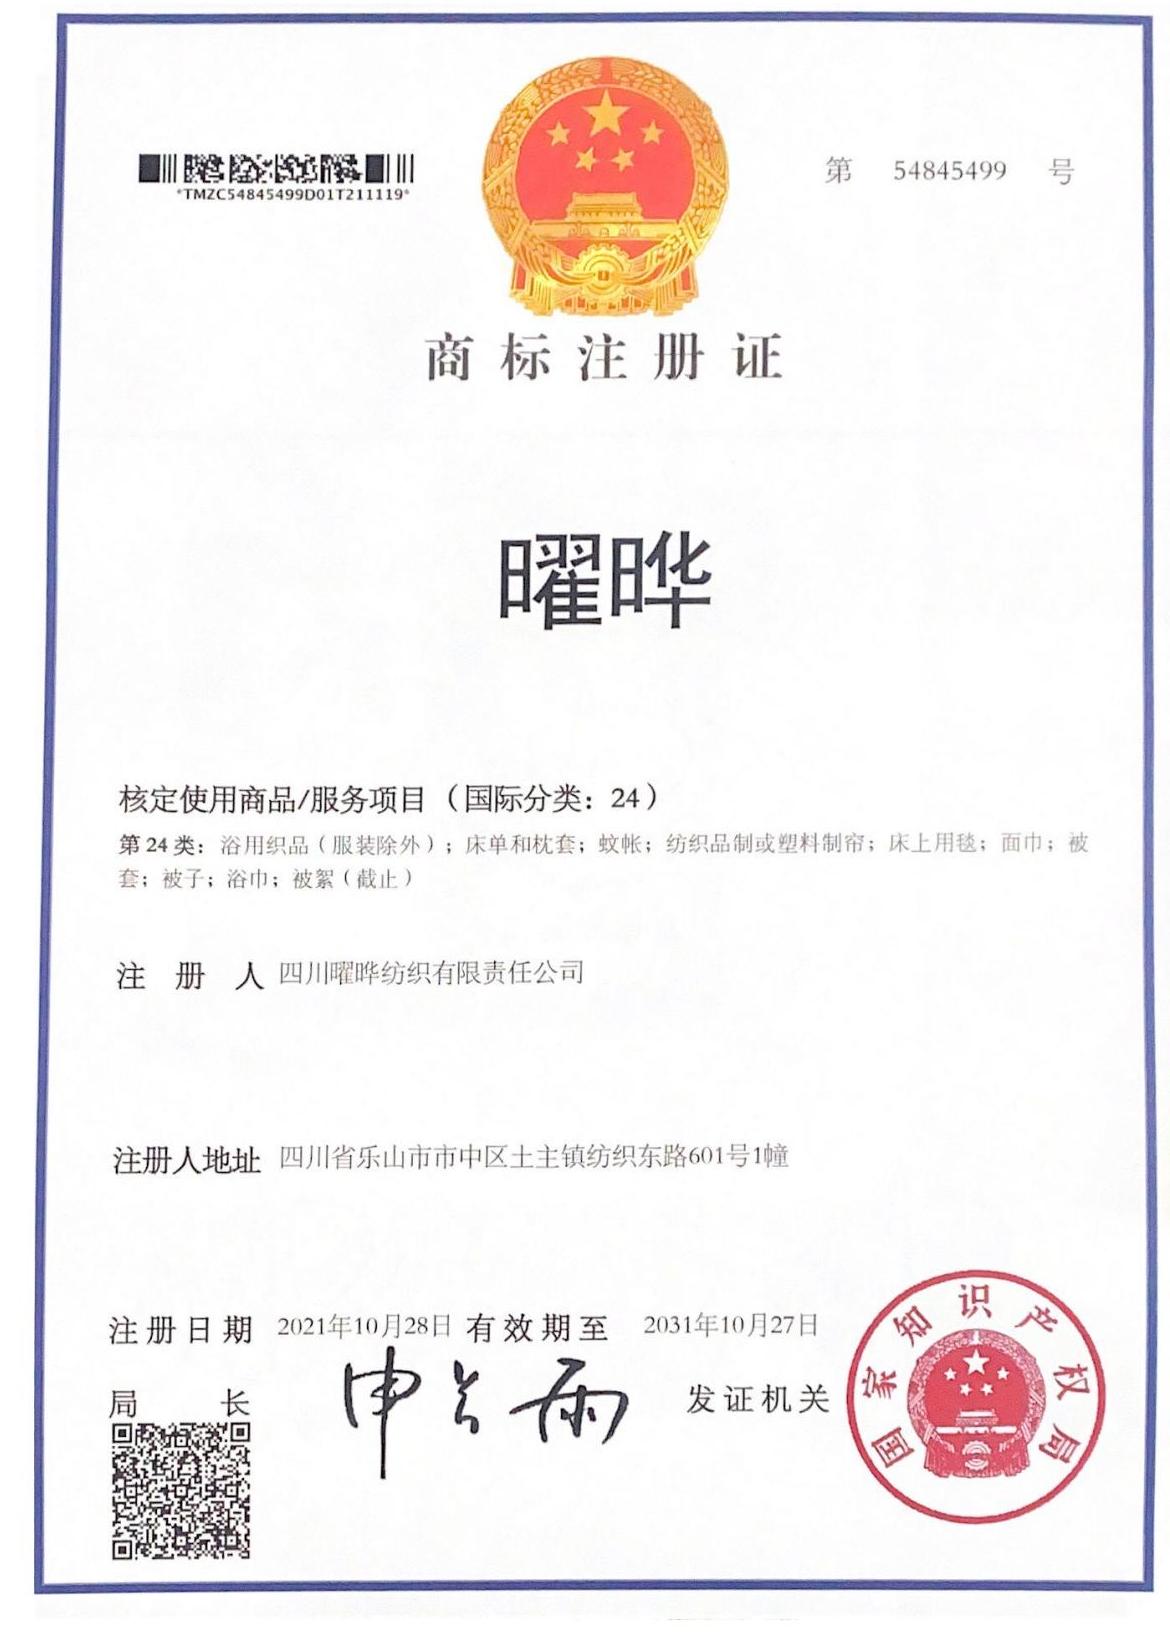 *TMZC54845499D01T211119*
第 54845499 号
商标注册证
曜晔
核定使用商品/服务项目（国际分类：24）
第24类：浴用织品（服装除外）；床单和枕套；蚊帐；纺织品制或塑料制帘；床上用毯；面巾；被
套；被子；浴巾；被絮（截止）
注册人 四川曜晔纺织有限责任公司
注册人地址 四川省乐山市市中区土主镇纺织东路601号1幢
注册日期 2021年10月28日 有效期至 2031年10月27日
局长 申长雨 发证机关
国家知识产权局